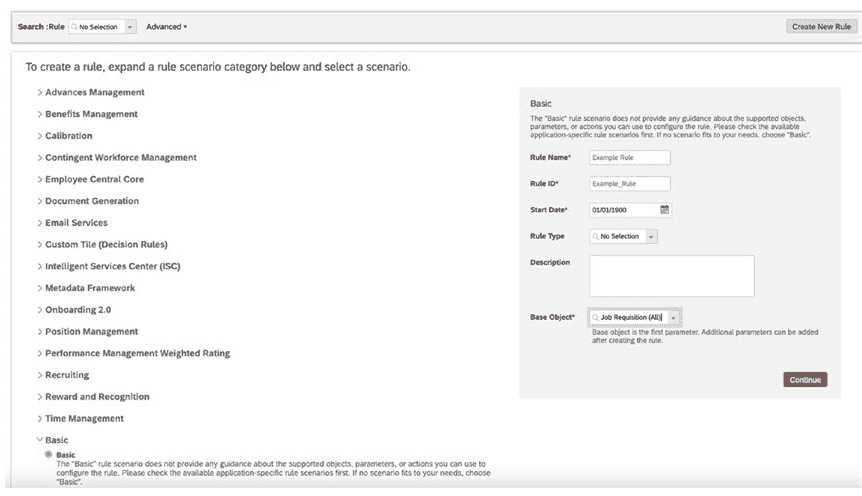 Search :Rule No Selection Advanced Create New Rule
To create a rule, expand a rule scenario category below and select a scenario.
Advances Management
Benefits Management
Calibration
Contingent Workforce Management
Employee Central Core
Document Generation
Email Services
Custom Tile (Decision Rules)
Intelligent Services Center (ISC)
Metadata Framework
Onboarding 2.0
Position Management
Performance Management Weighted Rating
Recruiting
Reward and Recognition
Time Management
Basic
Basic
The "Basic" rule scenario does not provide any guidance about the supported objects, parameters, or actions you can use to
configure the rule. Please check the available application-specific rule scenarios first. If no scenario fits to your needs, choose
"Basic".
Basic
The "Basic" rule scenario does not provide any guidance about the supported objects,
parameters, or actions you can use to configure the rule. Please check the available
application-specific rule scenarios first. If no scenario fits to your needs, choose "Basic".
Rule Name* Example Rule
Rule ID* Example_Rule
Start Date* 01/01/1900
Rule Type No Selection
Description
Base Object* Job Requisition (All)
Base object is the first parameter. Additional parameters can be added
after creating the rule.
Continue